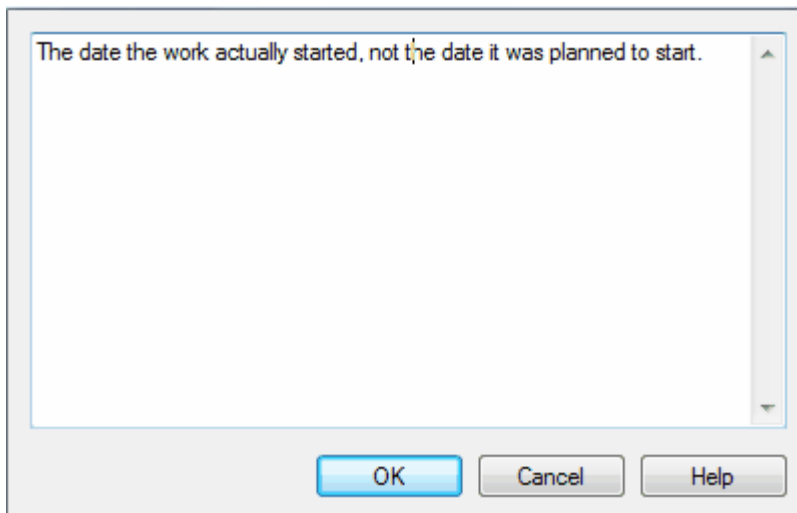 The date the work actually started, not the date it was planned to start.
OK Cancel Help